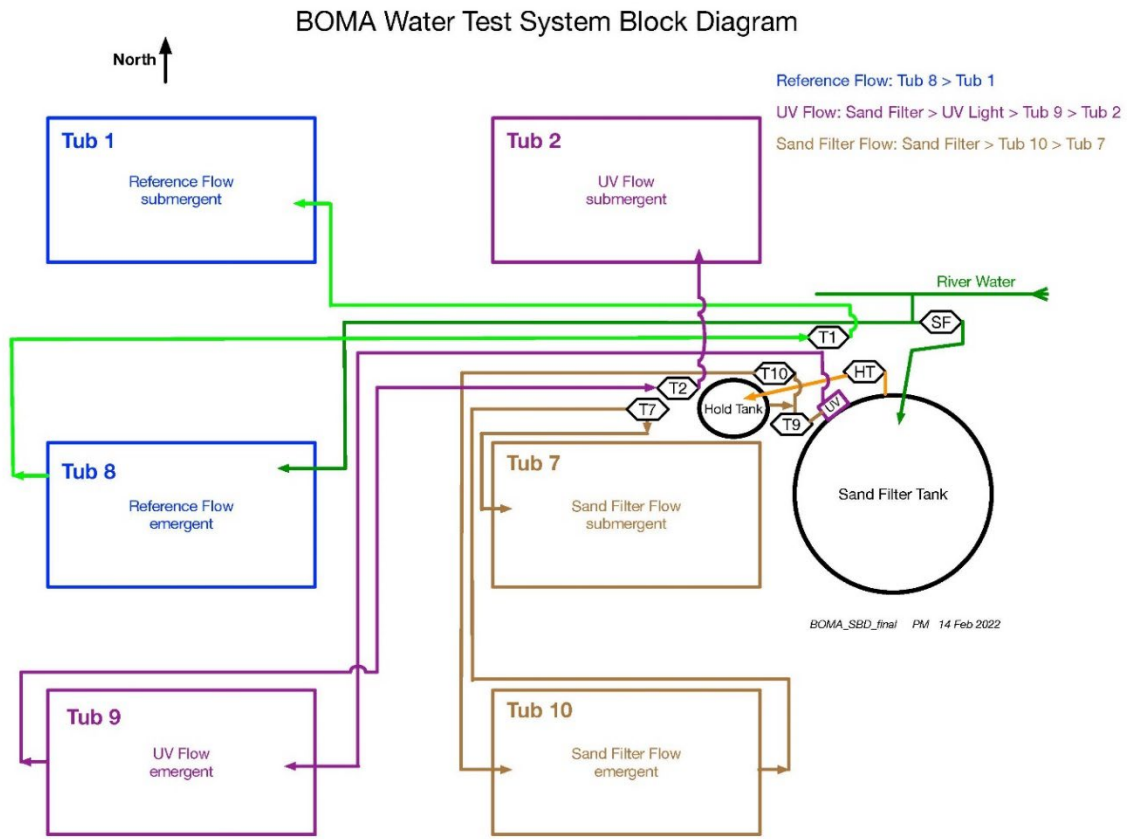 BOMA Water Test System Block Diagram
North
Reference Flow: Tub 8 > Tub 1
UV Flow: Sand Filter > UV Light > Tub 9 > Tub 2
Sand Filter Flow: Sand Filter > Tub 10 > Tub 7
Tub 1
Reference Flow
submergent
Tub 2
UV Flow
submergent
River Water
SF
T1
T10
HT
T2
Hold Tank
UV
T7
T9
Tub 8
Reference Flow
emergent
Tub 7
Sand Filter Flow
submergent
Sand Filter Tank
BOMA_SBD_final PM 14 Feb 2022
Tub 9
UV Flow
emergent
Tub 10
Sand Filter Flow
emergent